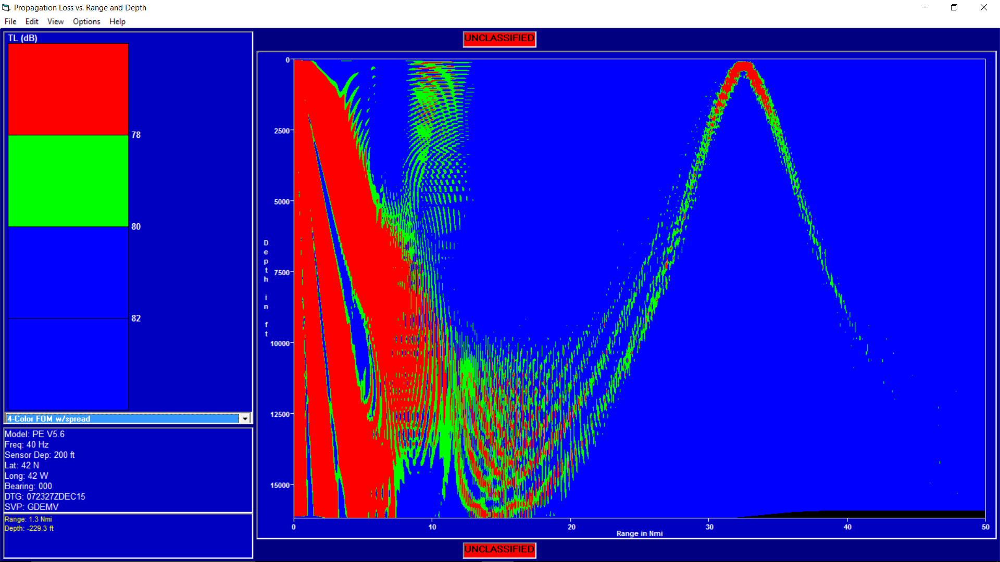 Propagation Loss vs. Range and Depth
File Edit View Options Help
TL (dB)
78
80
82
4-Color FOM w/spread
Model: PE V5.6
Freq: 40 Hz
Sensor Dep: 200 ft
Lat: 42 N
Long: 42 W
Bearing: 000
DTG: 072327ZDEC15
SVP: GDEMV
Range: 1.3 Nmi
Depth: -229.3 ft
UNCLASSIFIED
0
2500
5000
7500
10000
12500
15000
Depth in ft
0 10 20 30 40 50
Range in Nmi
UNCLASSIFIED